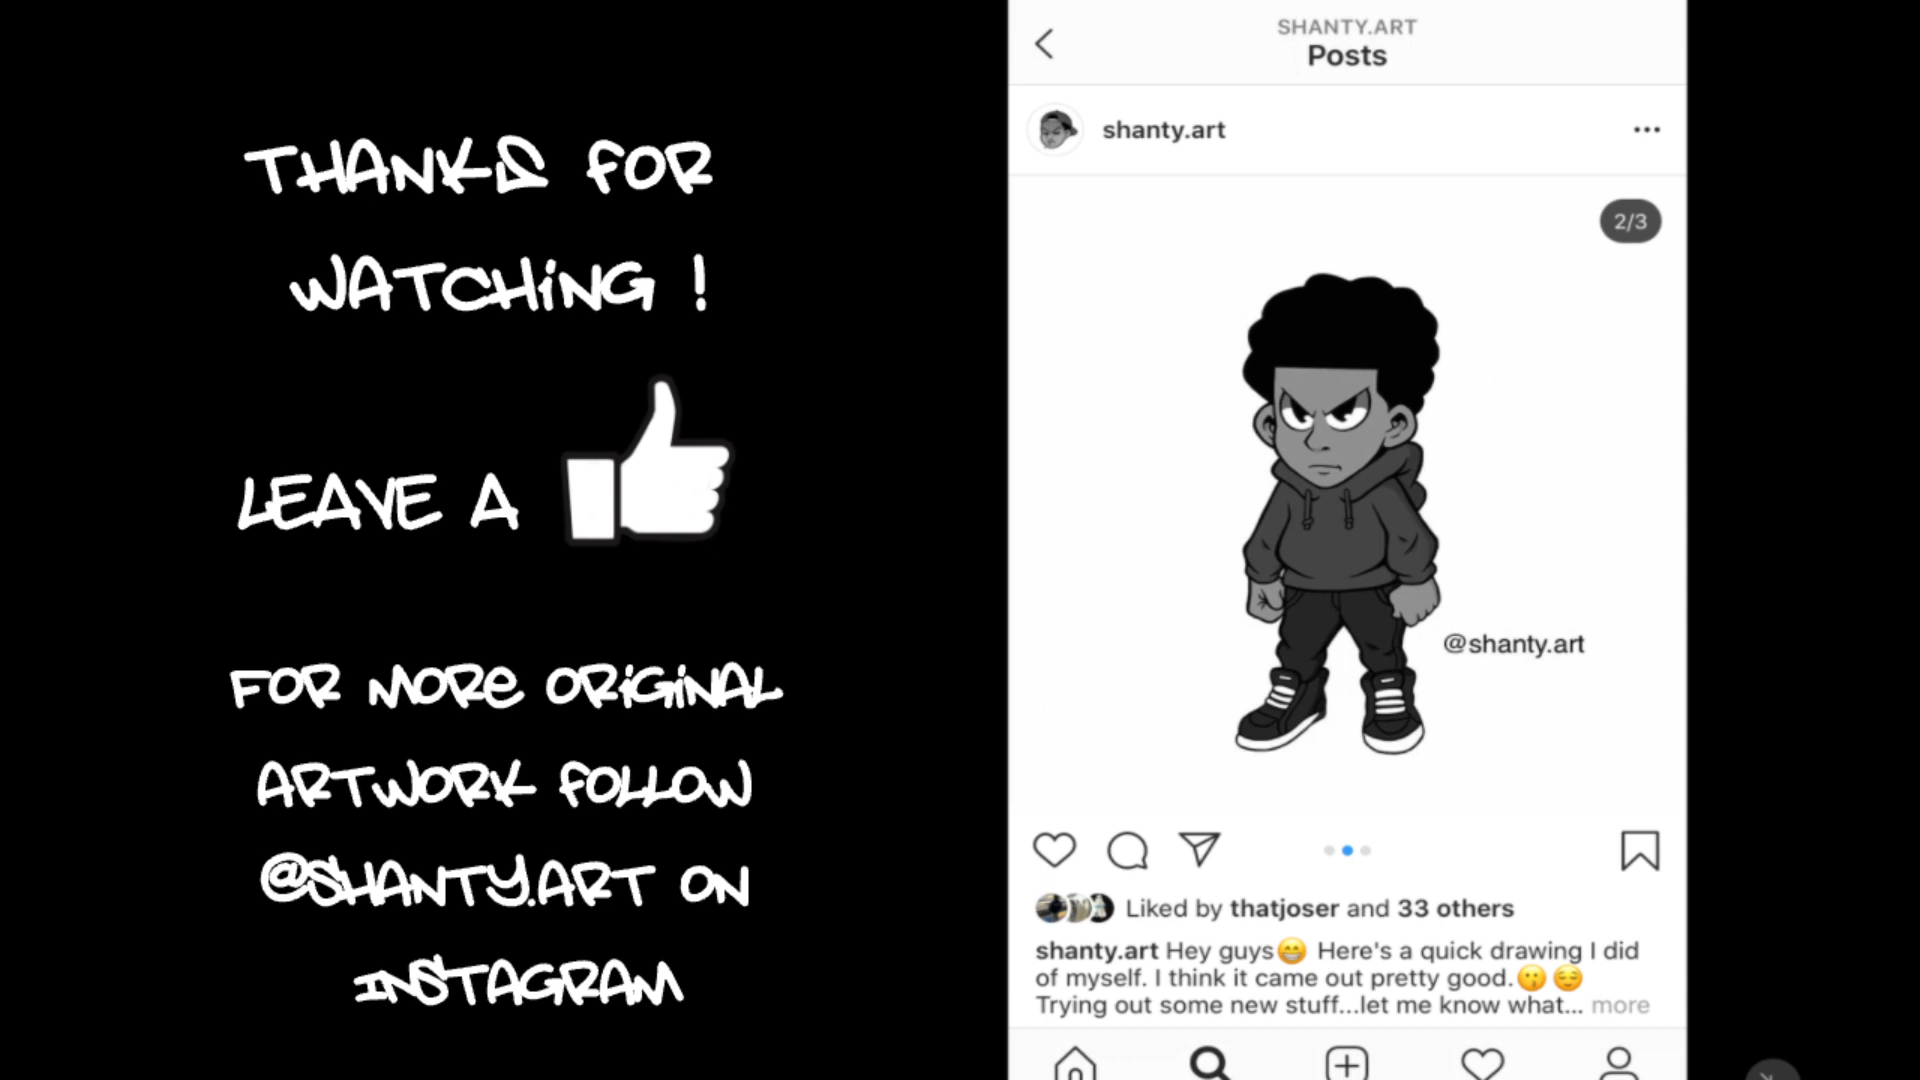 THANKS FOR
WATCHING !
LEAVE A
FOR MORE ORIGINAL
ARTWORK FOLLOW
@SHANTY.ART ON
INSTAGRAM
SHANTY.ART
Posts
shanty.art
2/3
@shanty.art
Liked by thatjoser and 33 others
shanty.art Hey guys😁 Here's a quick drawing I did
of myself. I think it came out pretty good.😗😌
Trying out some new stuff...let me know what... more